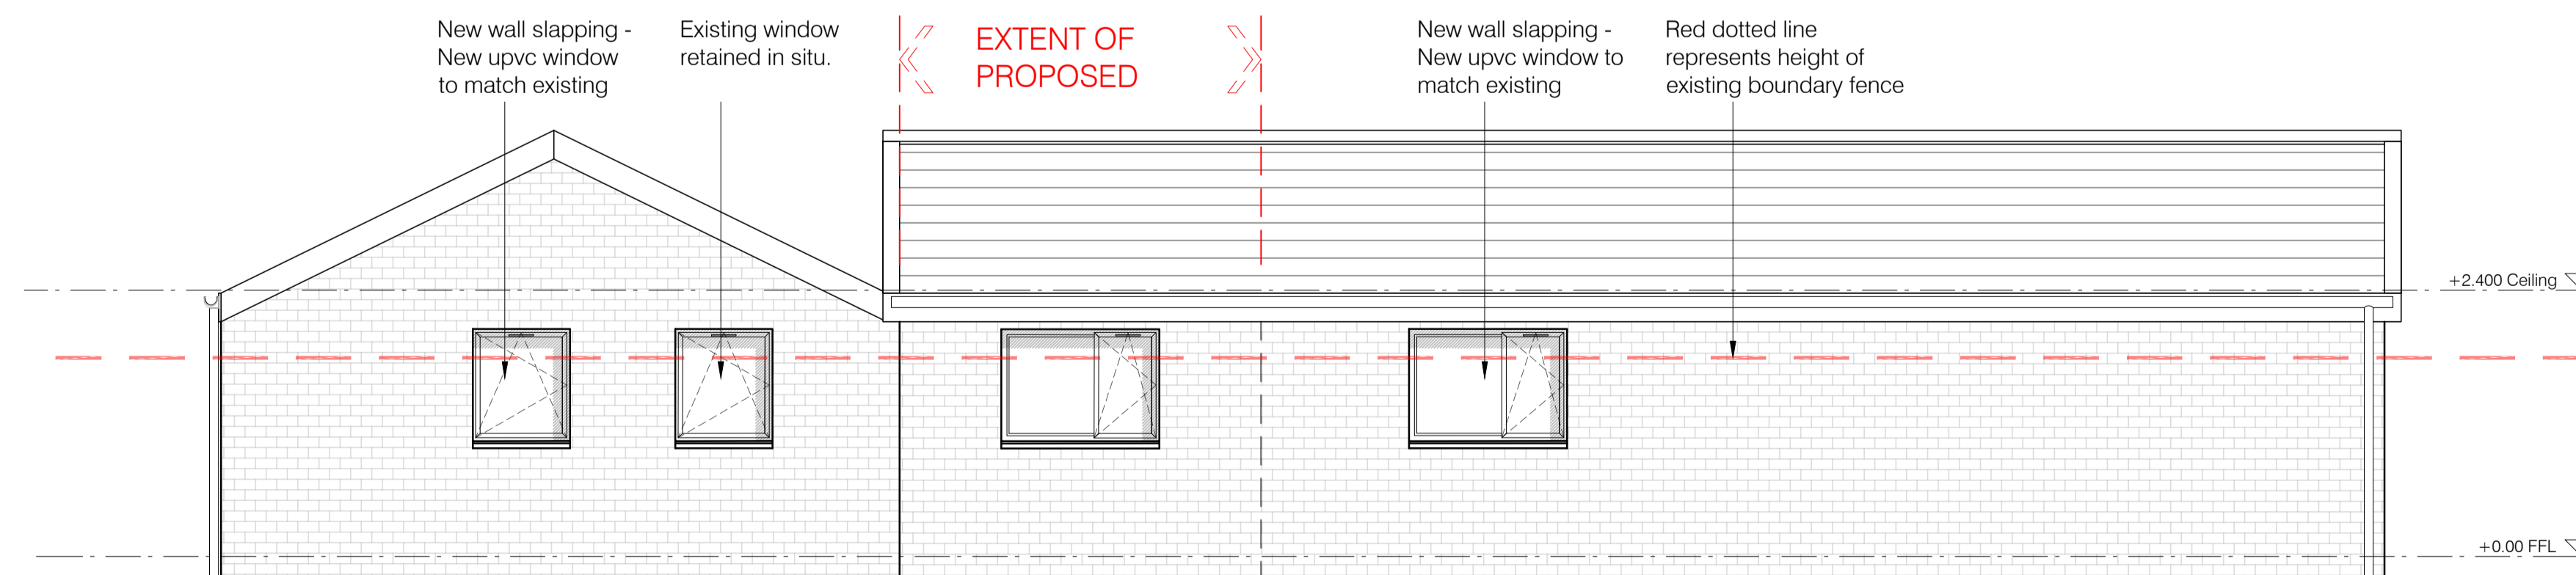 New wall slapping -
New upvc window
to match existing
Existing window
retained in situ.
EXTENT OF
PROPOSED
New wall slapping -
New upvc window to
match existing
Red dotted line
represents height of
existing boundary fence
+2.400 Ceiling
+0.00 FFL